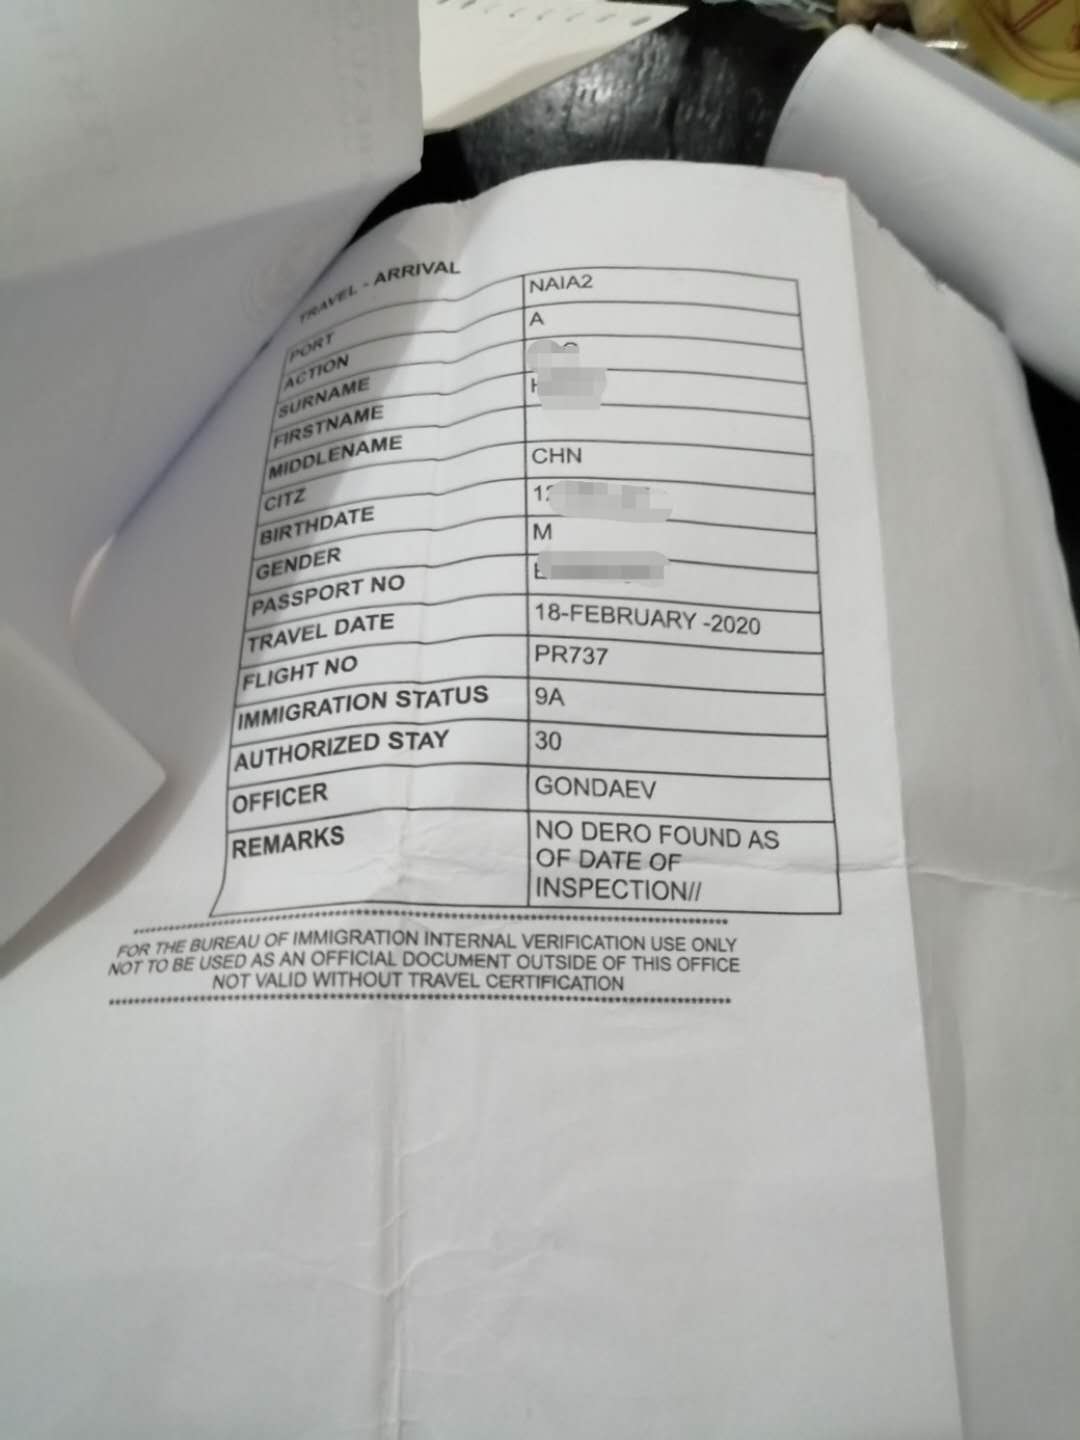 TRAVEL - ARRIVAL
PORT NAIA2
ACTION A
SURNAME
FIRSTNAME
MIDDLENAME
CITZ CHN
BIRTHDATE
GENDER M
PASSPORT NO
TRAVEL DATE 18-FEBRUARY -2020
FLIGHT NO PR737
IMMIGRATION STATUS 9A
AUTHORIZED STAY 30
OFFICER GONDAEV
REMARKS NO DERO FOUND AS
OF DATE OF
INSPECTION//
FOR THE BUREAU OF IMMIGRATION INTERNAL VERIFICATION USE ONLY
NOT TO BE USED AS AN OFFICIAL DOCUMENT OUTSIDE OF THIS OFFICE
NOT VALID WITHOUT TRAVEL CERTIFICATION